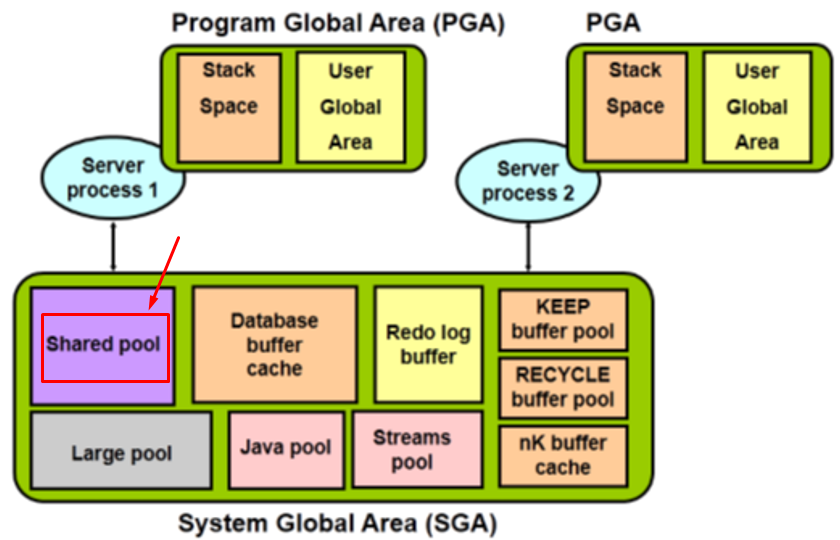 Program Global Area (PGA)
PGA
Stack
Space
User
Global
Area
Stack
Space
User
Global
Area
Server
process 1
Server
process 2
Shared pool
Database
buffer
cache
Redo log
buffer
KEEP
buffer pool
RECYCLE
buffer pool
nK buffer
cache
Large pool
Java pool
Streams
pool
System Global Area (SGA)